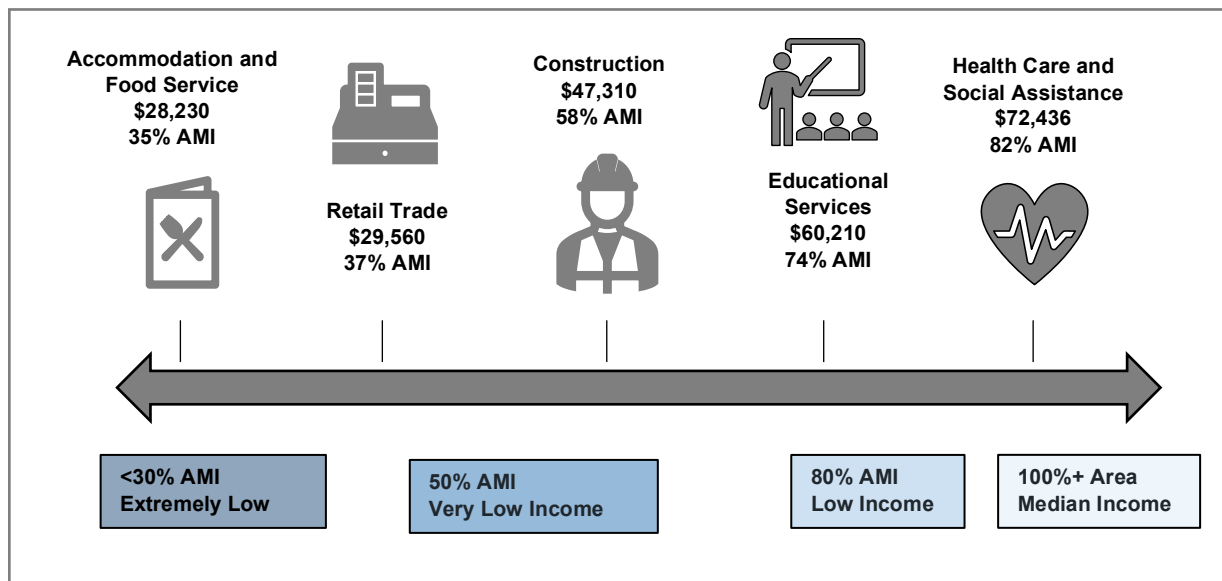 Accommodation and
Food Service
$28,230
35% AMI
Retail Trade
$29,560
37% AMI
Construction
$47,310
58% AMI
Educational
Services
$60,210
74% AMI
Health Care and
Social Assistance
$72,436
82% AMI
<30% AMI
Extremely Low
50% AMI
Very Low Income
80% AMI
Low Income
100%+ Area
Median Income